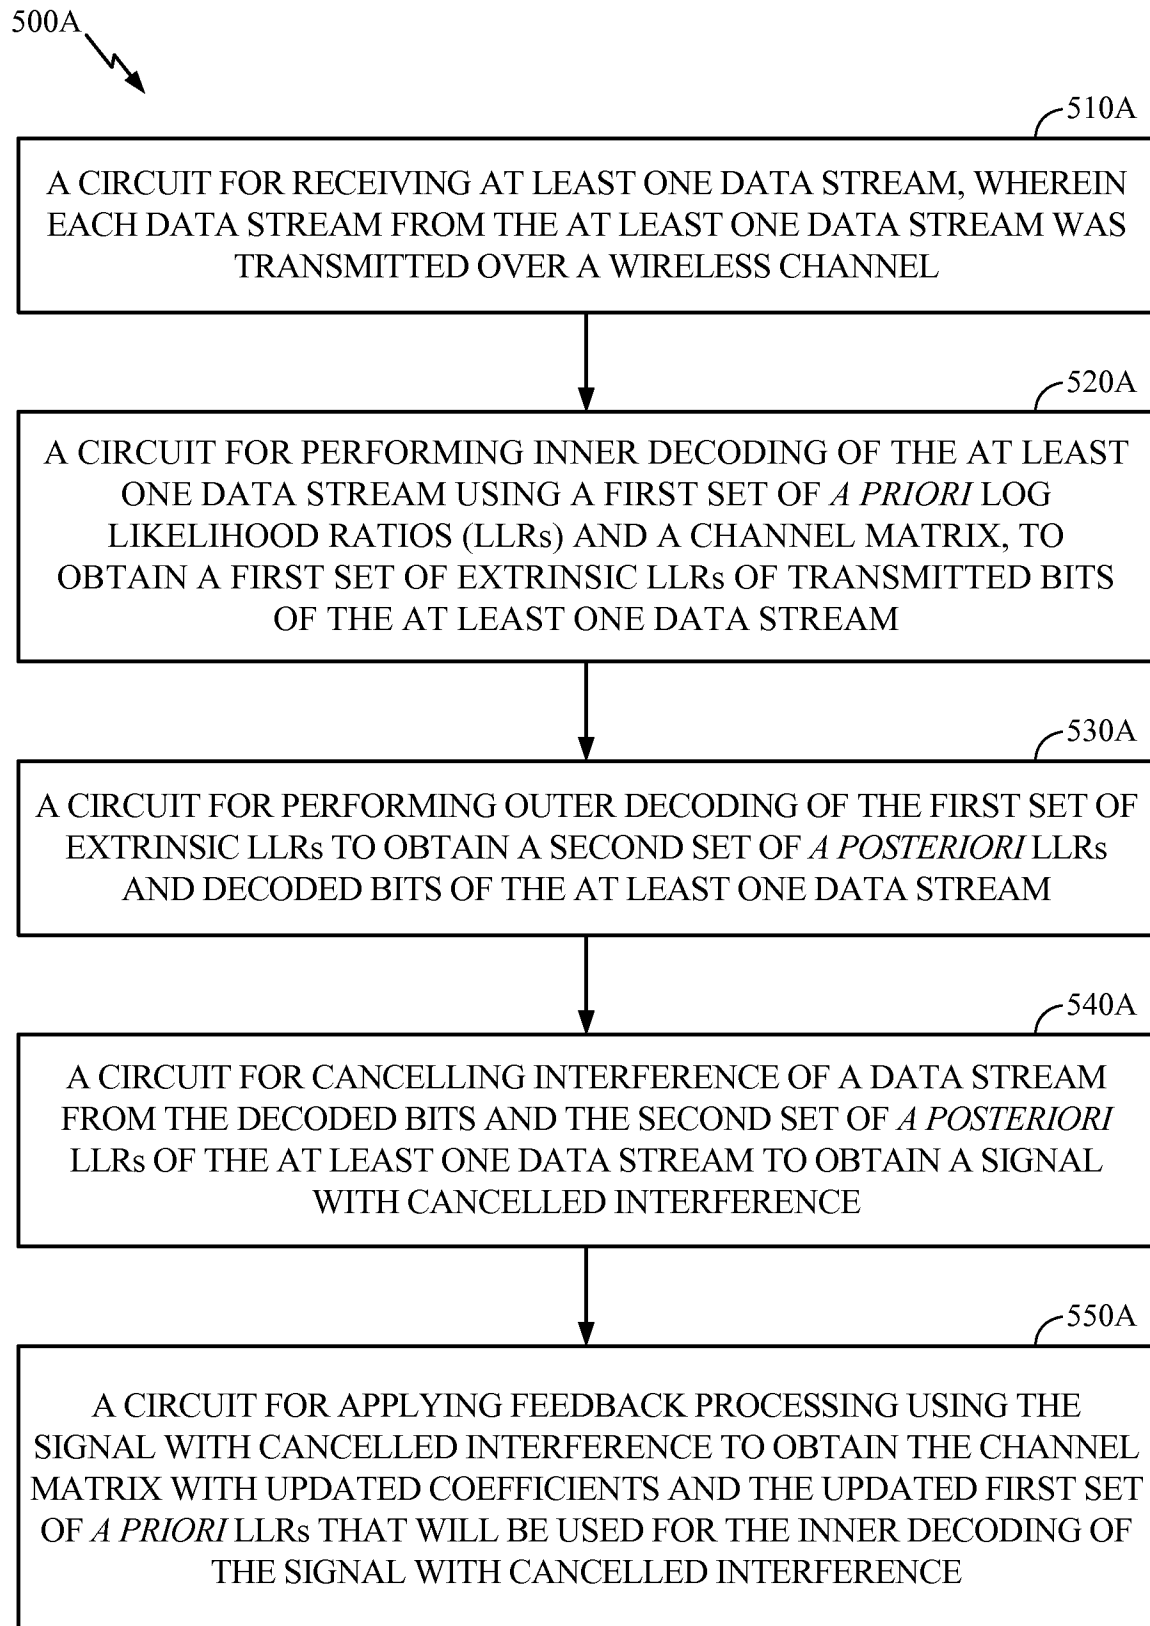 500A
510A
A CIRCUIT FOR RECEIVING AT LEAST ONE DATA STREAM, WHEREIN
EACH DATA STREAM FROM THE AT LEAST ONE DATA STREAM WAS
TRANSMITTED OVER A WIRELESS CHANNEL
520A
A CIRCUIT FOR PERFORMING INNER DECODING OF THE AT LEAST
ONE DATA STREAM USING A FIRST SET OF A PRIORI LOG
LIKELIHOOD RATIOS (LLRs) AND A CHANNEL MATRIX, TO
OBTAIN A FIRST SET OF EXTRINSIC LLRs OF TRANSMITTED BITS
OF THE AT LEAST ONE DATA STREAM
530A
A CIRCUIT FOR PERFORMING OUTER DECODING OF THE FIRST SET OF
EXTRINSIC LLRs TO OBTAIN A SECOND SET OF A POSTERIORI LLRs
AND DECODED BITS OF THE AT LEAST ONE DATA STREAM
540A
A CIRCUIT FOR CANCELLING INTERFERENCE OF A DATA STREAM
FROM THE DECODED BITS AND THE SECOND SET OF A POSTERIORI
LLRs OF THE AT LEAST ONE DATA STREAM TO OBTAIN A SIGNAL
WITH CANCELLED INTERFERENCE
550A
A CIRCUIT FOR APPLYING FEEDBACK PROCESSING USING THE
SIGNAL WITH CANCELLED INTERFERENCE TO OBTAIN THE CHANNEL
MATRIX WITH UPDATED COEFFICIENTS AND THE UPDATED FIRST SET
OF A PRIORI LLRs THAT WILL BE USED FOR THE INNER DECODING OF
THE SIGNAL WITH CANCELLED INTERFERENCE